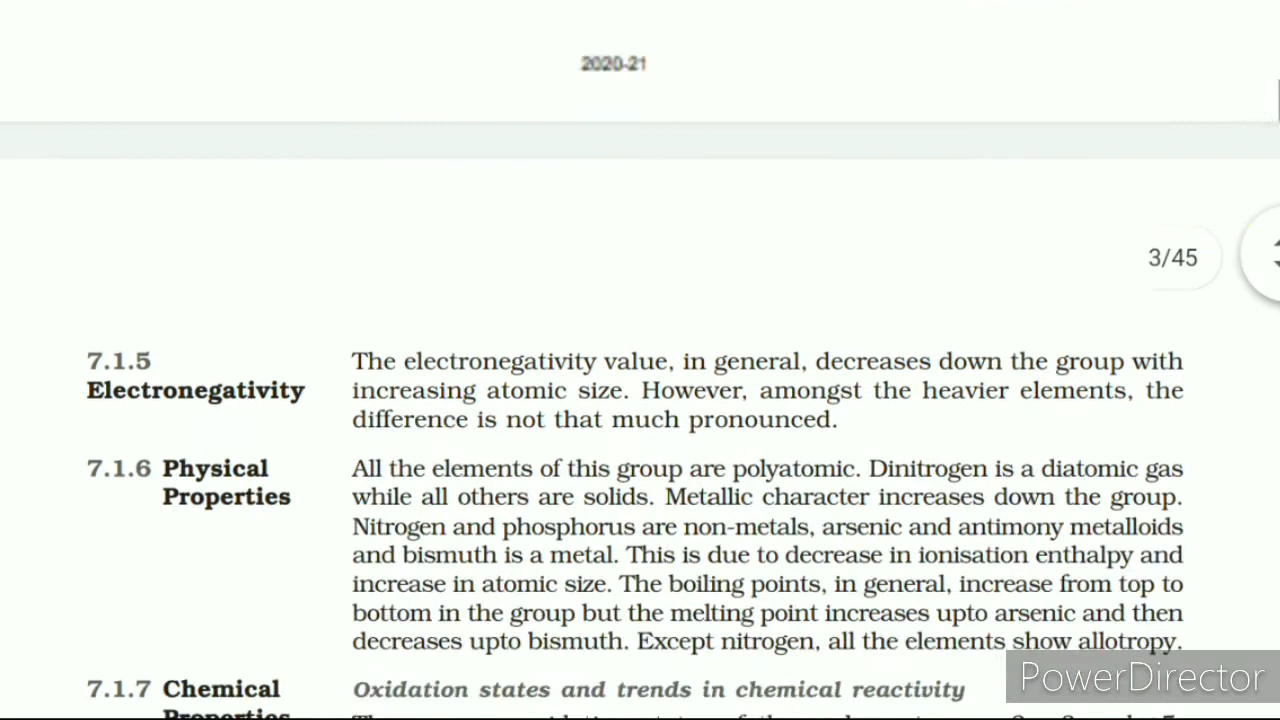 2020-21
3/45
7.1.5
Electronegativity
The electronegativity value, in general, decreases down the group with
increasing atomic size. However, amongst the heavier elements, the
difference is not that much pronounced.
7.1.6 Physical
Properties
All the elements of this group are polyatomic. Dinitrogen is a diatomic gas
while all others are solids. Metallic character increases down the group.
Nitrogen and phosphorus are non-metals, arsenic and antimony metalloids
and bismuth is a metal. This is due to decrease in ionisation enthalpy and
increase in atomic size. The boiling points, in general, increase from top to
bottom in the group but the melting point increases upto arsenic and then
decreases upto bismuth. Except nitrogen, all the elements show allotropy.
7.1.7 Chemical
Properties
Oxidation states and trends in chemical reactivity
PowerDirector